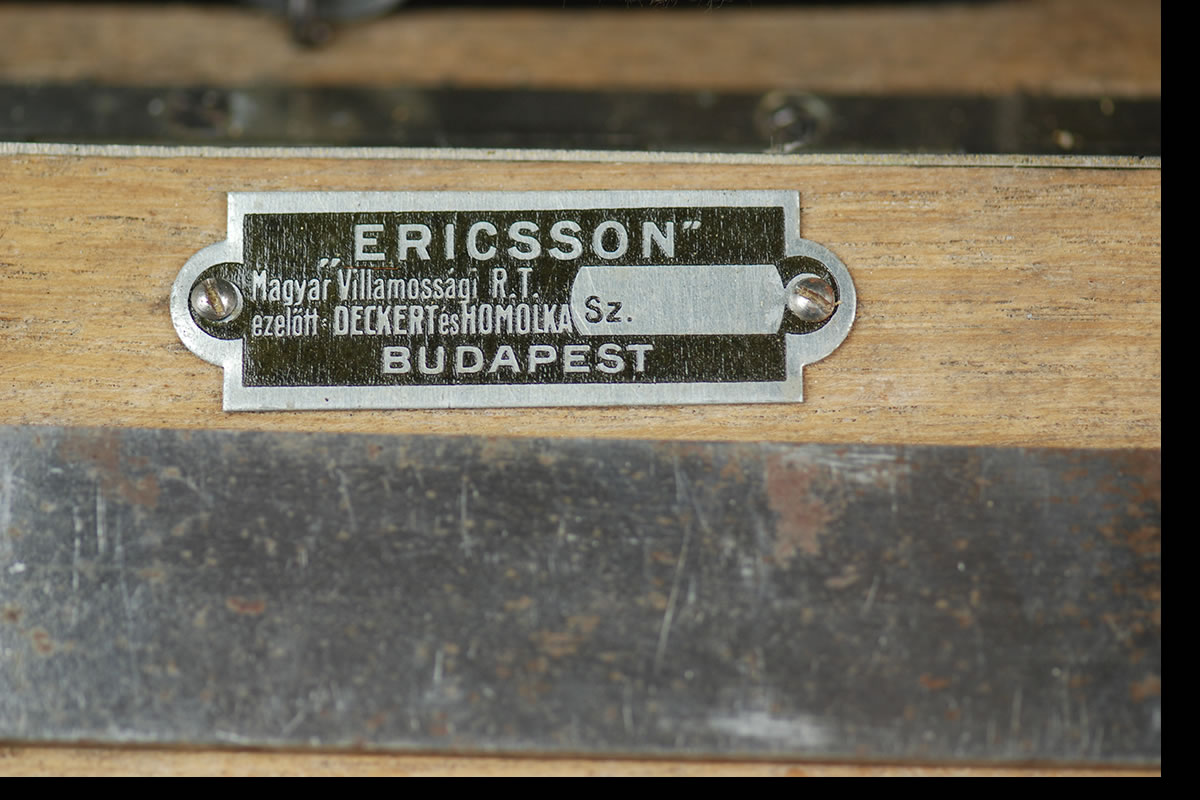 „ERICSSON”
Magyar Villamossági R.T.
ezelőtt: DECKERT és HOMOLKA
Sz.
BUDAPEST